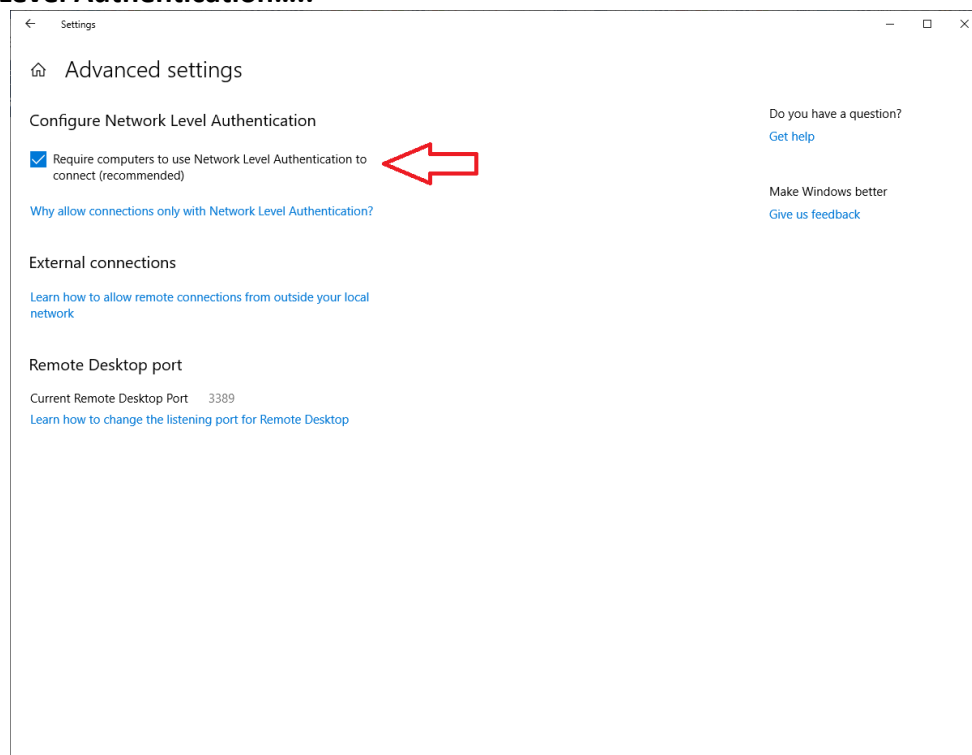 Level Authentication.....
Settings
Advanced settings
Configure Network Level Authentication
Require computers to use Network Level Authentication to
connect (recommended)
Why allow connections only with Network Level Authentication?
External connections
Learn how to allow remote connections from outside your local
network
Remote Desktop port
Current Remote Desktop Port 3389
Learn how to change the listening port for Remote Desktop
Do you have a question?
Get help
Make Windows better
Give us feedback